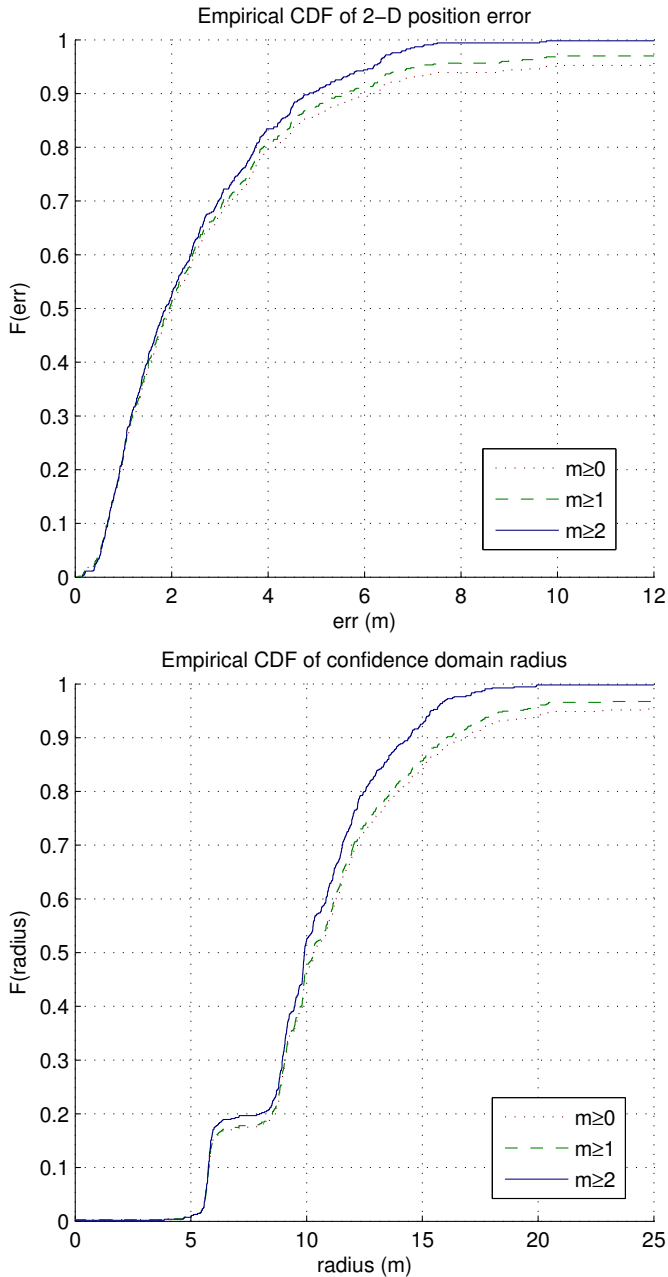 Empirical CDF of 2−D position error
1
0.9
0.8
0.7
0.6
0.5
0.4
0.3
0.2
0.1
0
F(err)
m≥0
m≥1
m≥2
0 2 4 6 8 10 12
err (m)
Empirical CDF of confidence domain radius
1
0.9
0.8
0.7
0.6
0.5
0.4
0.3
0.2
0.1
0
F(radius)
m≥0
m≥1
m≥2
0 5 10 15 20 25
radius (m)